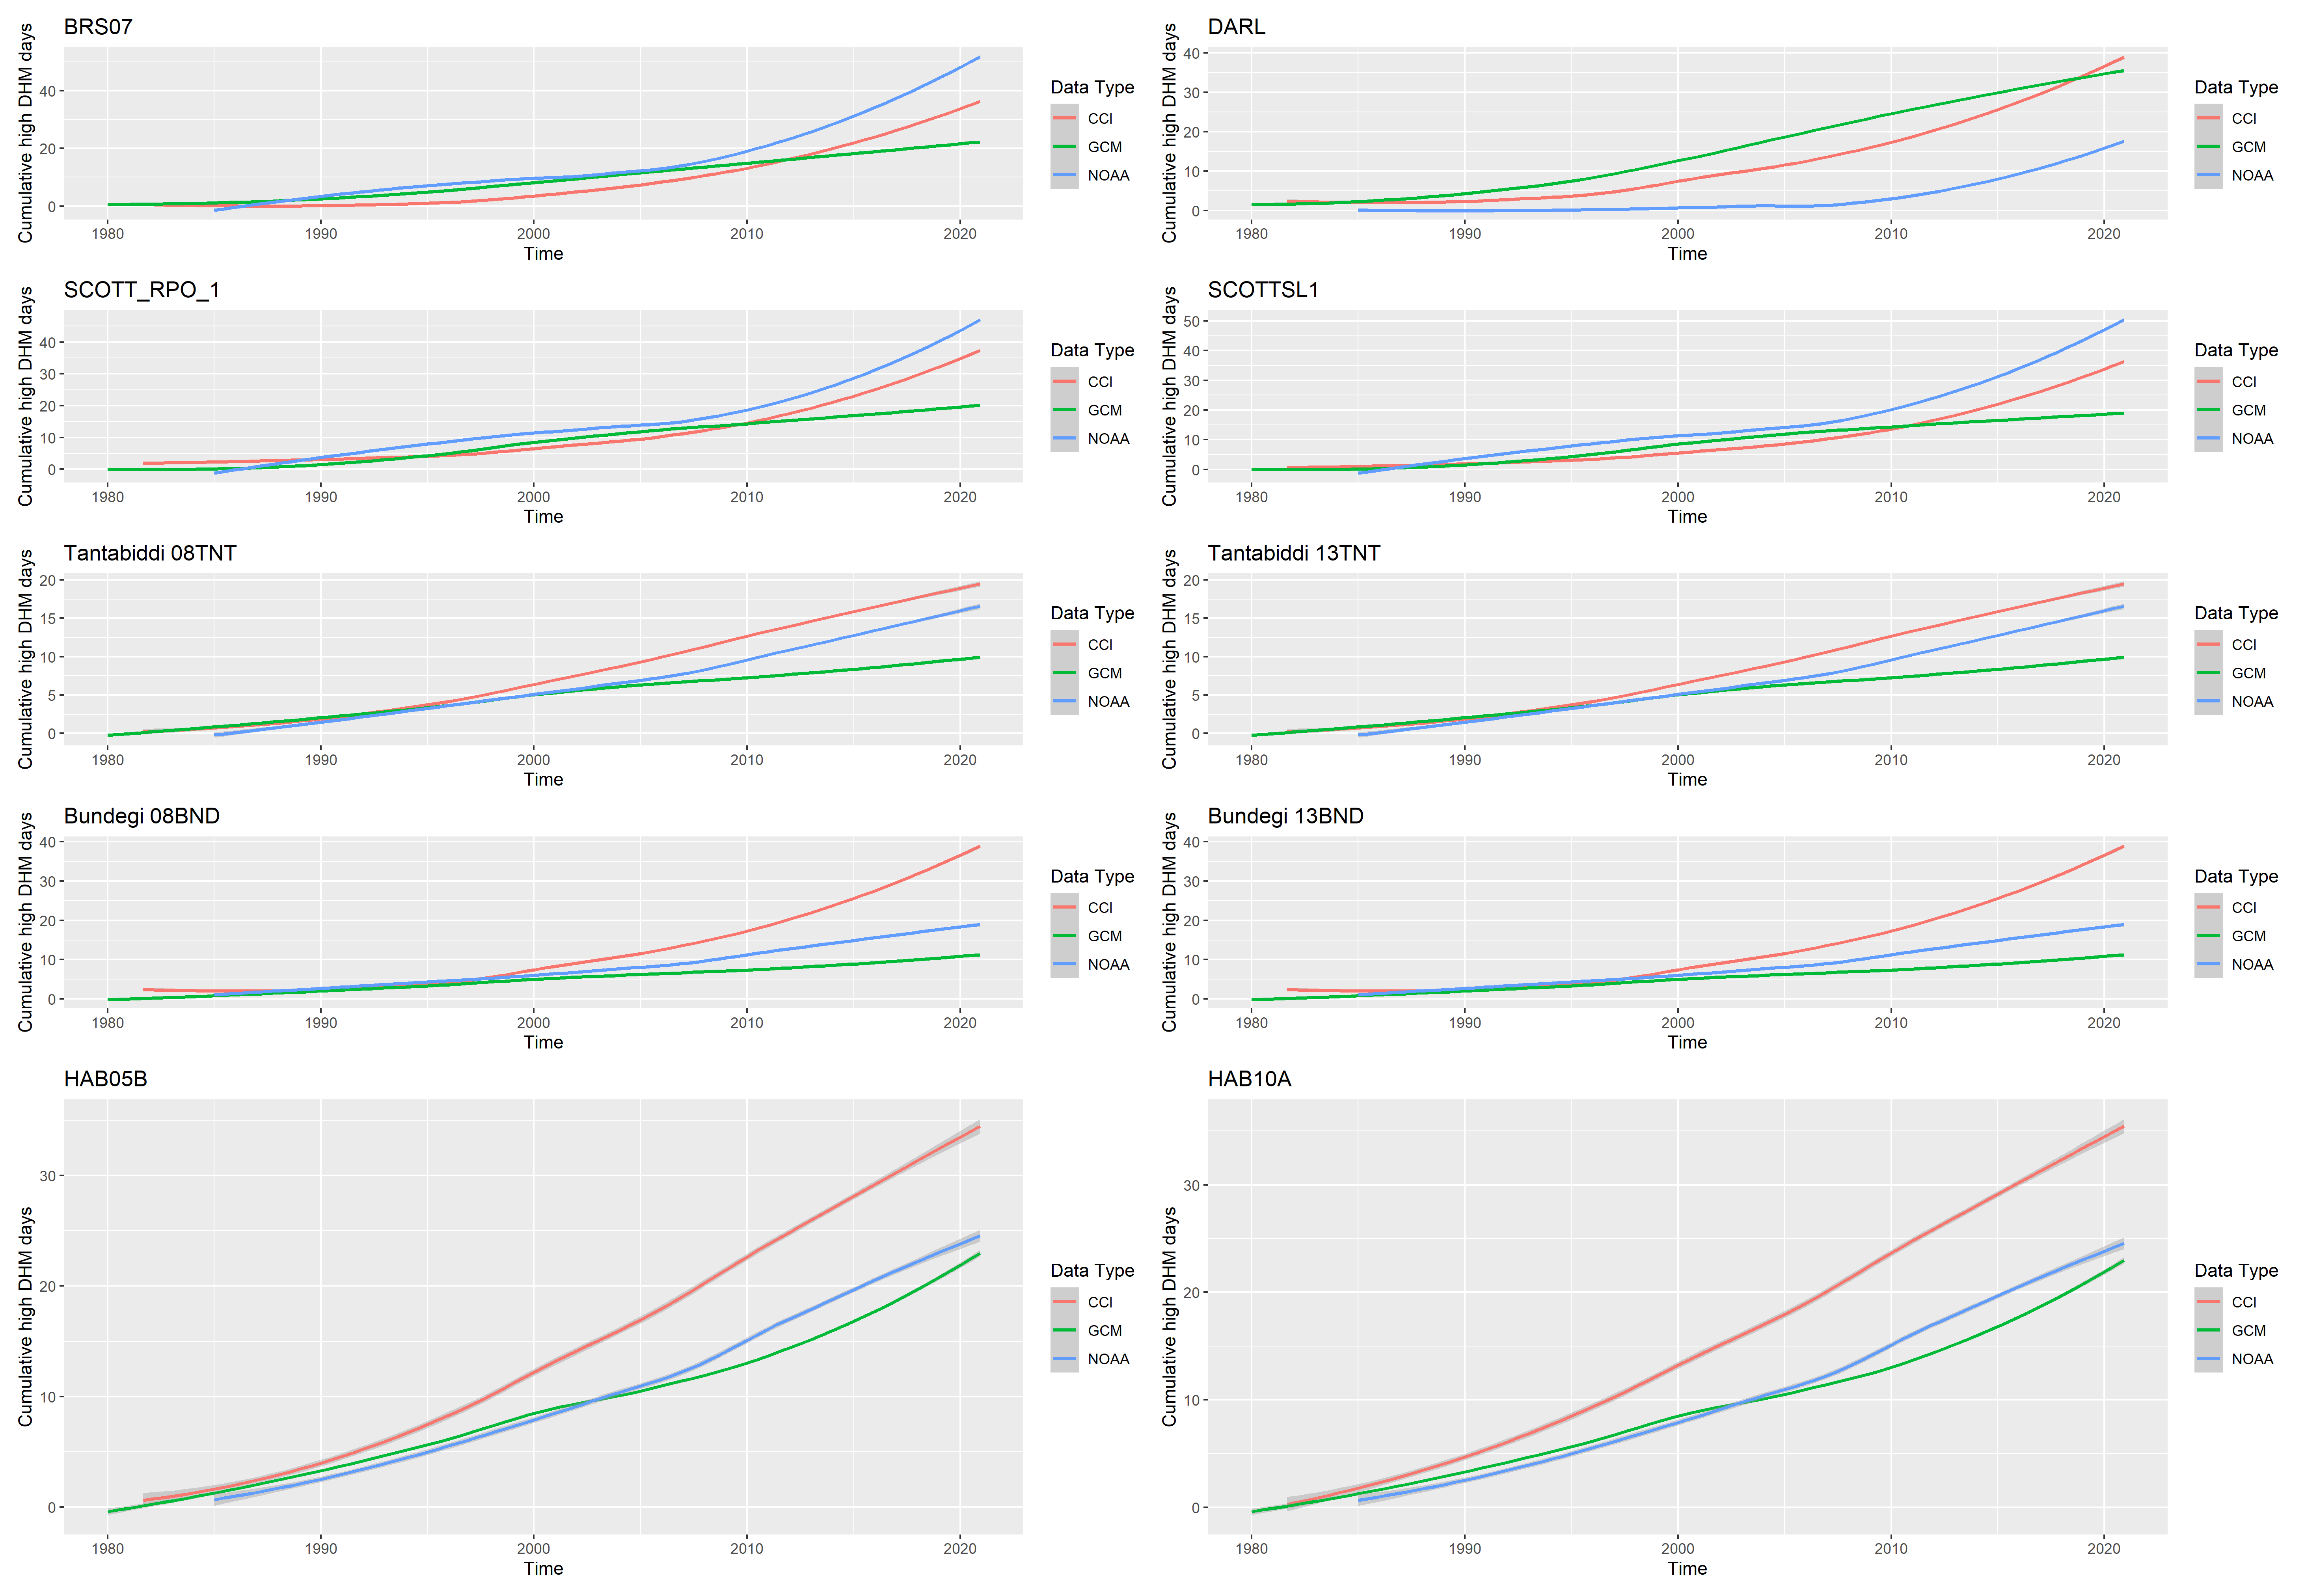 BRS07
Cumulative high DHM days
40
20
0
1980 1990 2000 2010 2020
Time
Data Type
CCI
GCM
NOAA
DARL
Cumulative high DHM days
40
30
20
10
0
1980 1990 2000 2010 2020
Time
Data Type
CCI
GCM
NOAA
SCOTT_RPO_1
Cumulative high DHM days
40
30
20
10
0
1980 1990 2000 2010 2020
Time
Data Type
CCI
GCM
NOAA
SCOTTSL1
Cumulative high DHM days
50
40
30
20
10
0
1980 1990 2000 2010 2020
Time
Data Type
CCI
GCM
NOAA
Tantabiddi 08TNT
Cumulative high DHM days
20
15
10
5
0
1980 1990 2000 2010 2020
Time
Data Type
CCI
GCM
NOAA
Tantabiddi 13TNT
Cumulative high DHM days
20
15
10
5
0
1980 1990 2000 2010 2020
Time
Data Type
CCI
GCM
NOAA
Bundegi 08BND
Cumulative high DHM days
40
30
20
10
0
1980 1990 2000 2010 2020
Time
Data Type
CCI
GCM
NOAA
Bundegi 13BND
Cumulative high DHM days
40
30
20
10
0
1980 1990 2000 2010 2020
Time
Data Type
CCI
GCM
NOAA
HAB05B
Cumulative high DHM days
30
20
10
0
1980 1990 2000 2010 2020
Time
Data Type
CCI
GCM
NOAA
HAB10A
Cumulative high DHM days
30
20
10
0
1980 1990 2000 2010 2020
Time
Data Type
CCI
GCM
NOAA